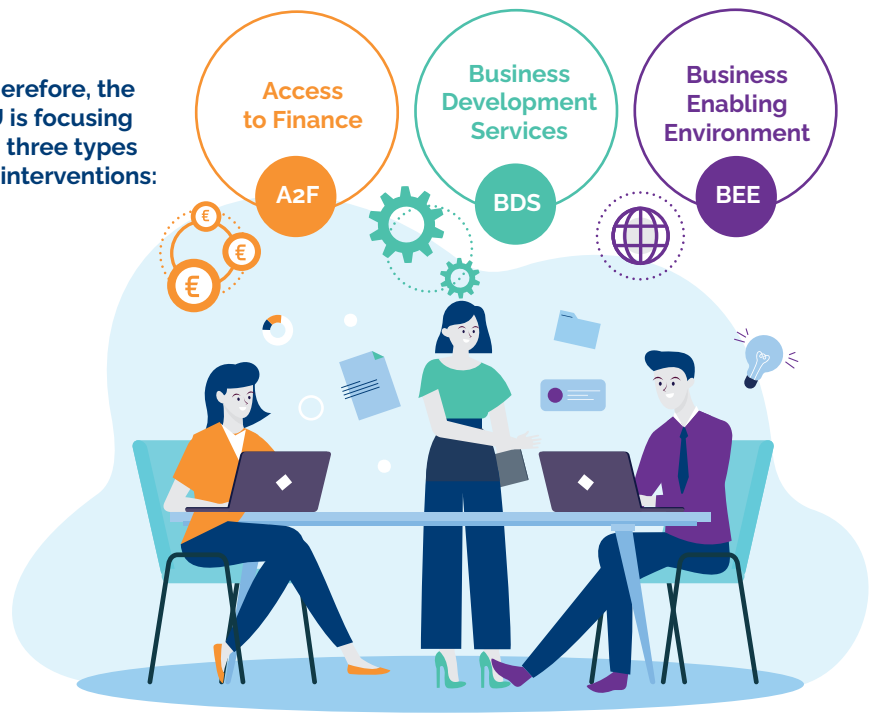 erefore, the
is focusing
three types
interventions:
Access
to Finance
A2F
Business
Development
Services
BDS
Business
Enabling
Environment
BEE
€
€
€